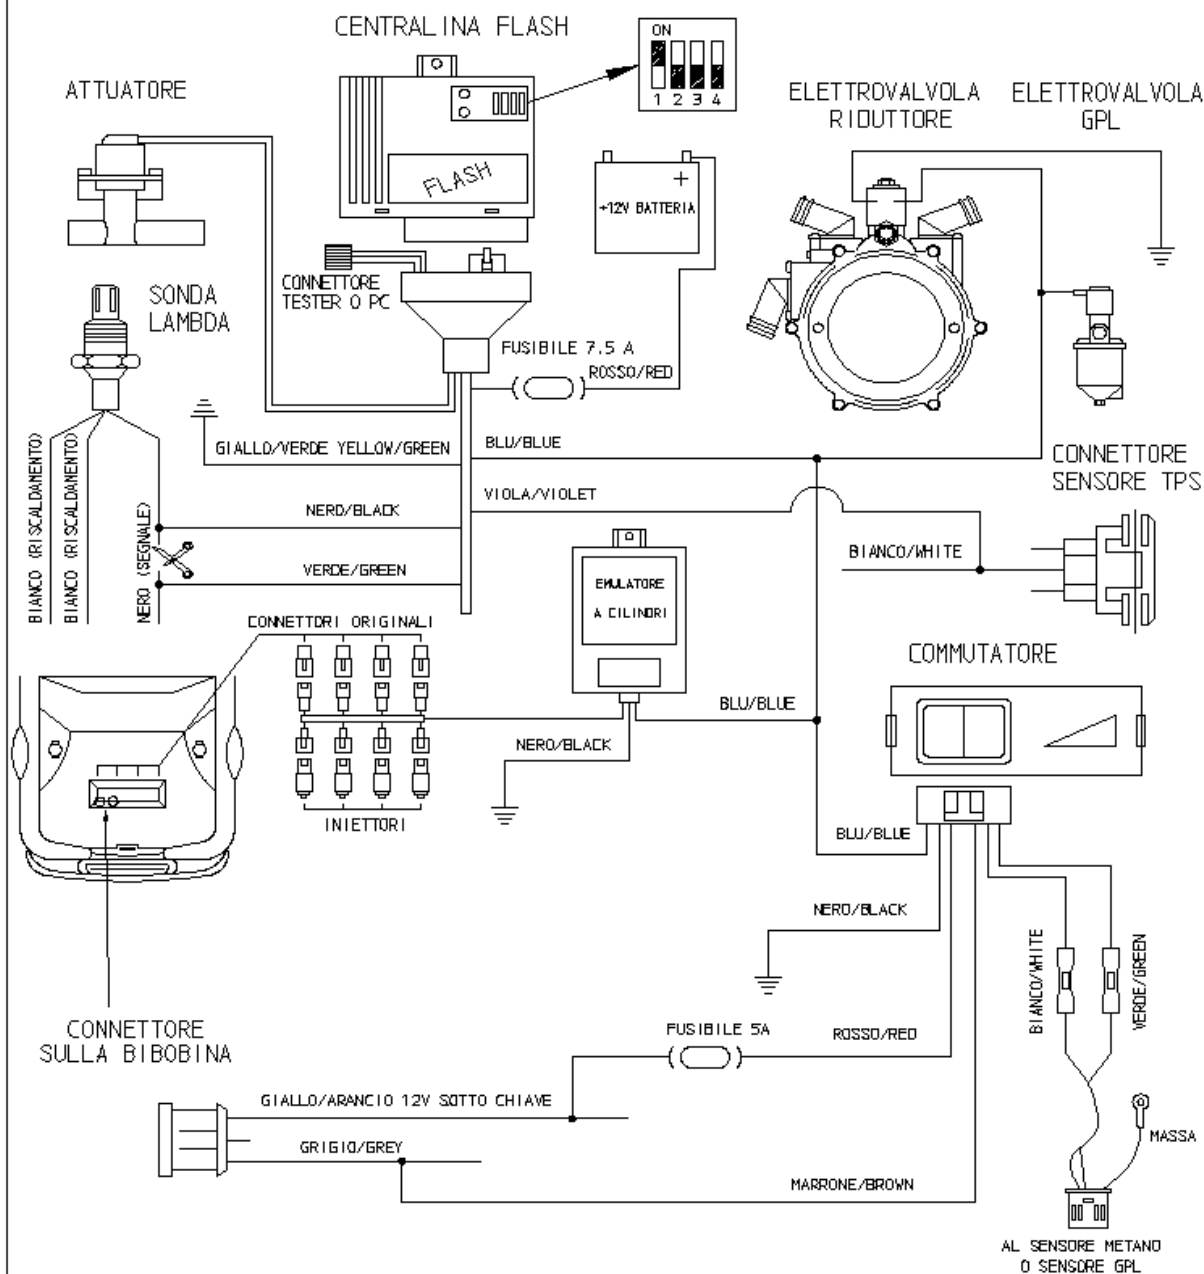 CENTRALINA FLASH
ON
1 2 3 4
ATTUATORE
ELETTROVALVOLA
RIDUTTORE
ELETTROVALVOLA
GPL
FLASH
+
+12V BATTERIA
CONNETTORE
TESTER O PC
SONDA
LAMBDA
FUSIBILE 7.5 A
ROSSO/RED
GIALLO/VERDE YELLOW/GREEN
BLU/BLUE
CONNETTORE
SENSORE TPS
VIOLA/VIOLET
NERO/BLACK
BIANCO/WHITE
VERDE/GREEN
BIANCO (RISCALDAMENTO)
BIANCO (RISCALDAMENTO)
NERO (SEGNALE)
EMULATORE
A CILINDRI
CONNETTORI ORIGINALI
COMMUTATORE
BLU/BLUE
NERO/BLACK
INIETTORI
BLU/BLUE
NERO/BLACK
BIANCO/WHITE
VERDE/GREEN
CONNETTORE
SULLA BIBOBINA
FUSIBILE 5A
ROSSO/RED
GIALLO/ARANCIO 12V SOTTO CHIAVE
MASSA
GRIGIO/GREY
MARRONE/BROWN
AL SENSORE METANO
O SENSORE GPL